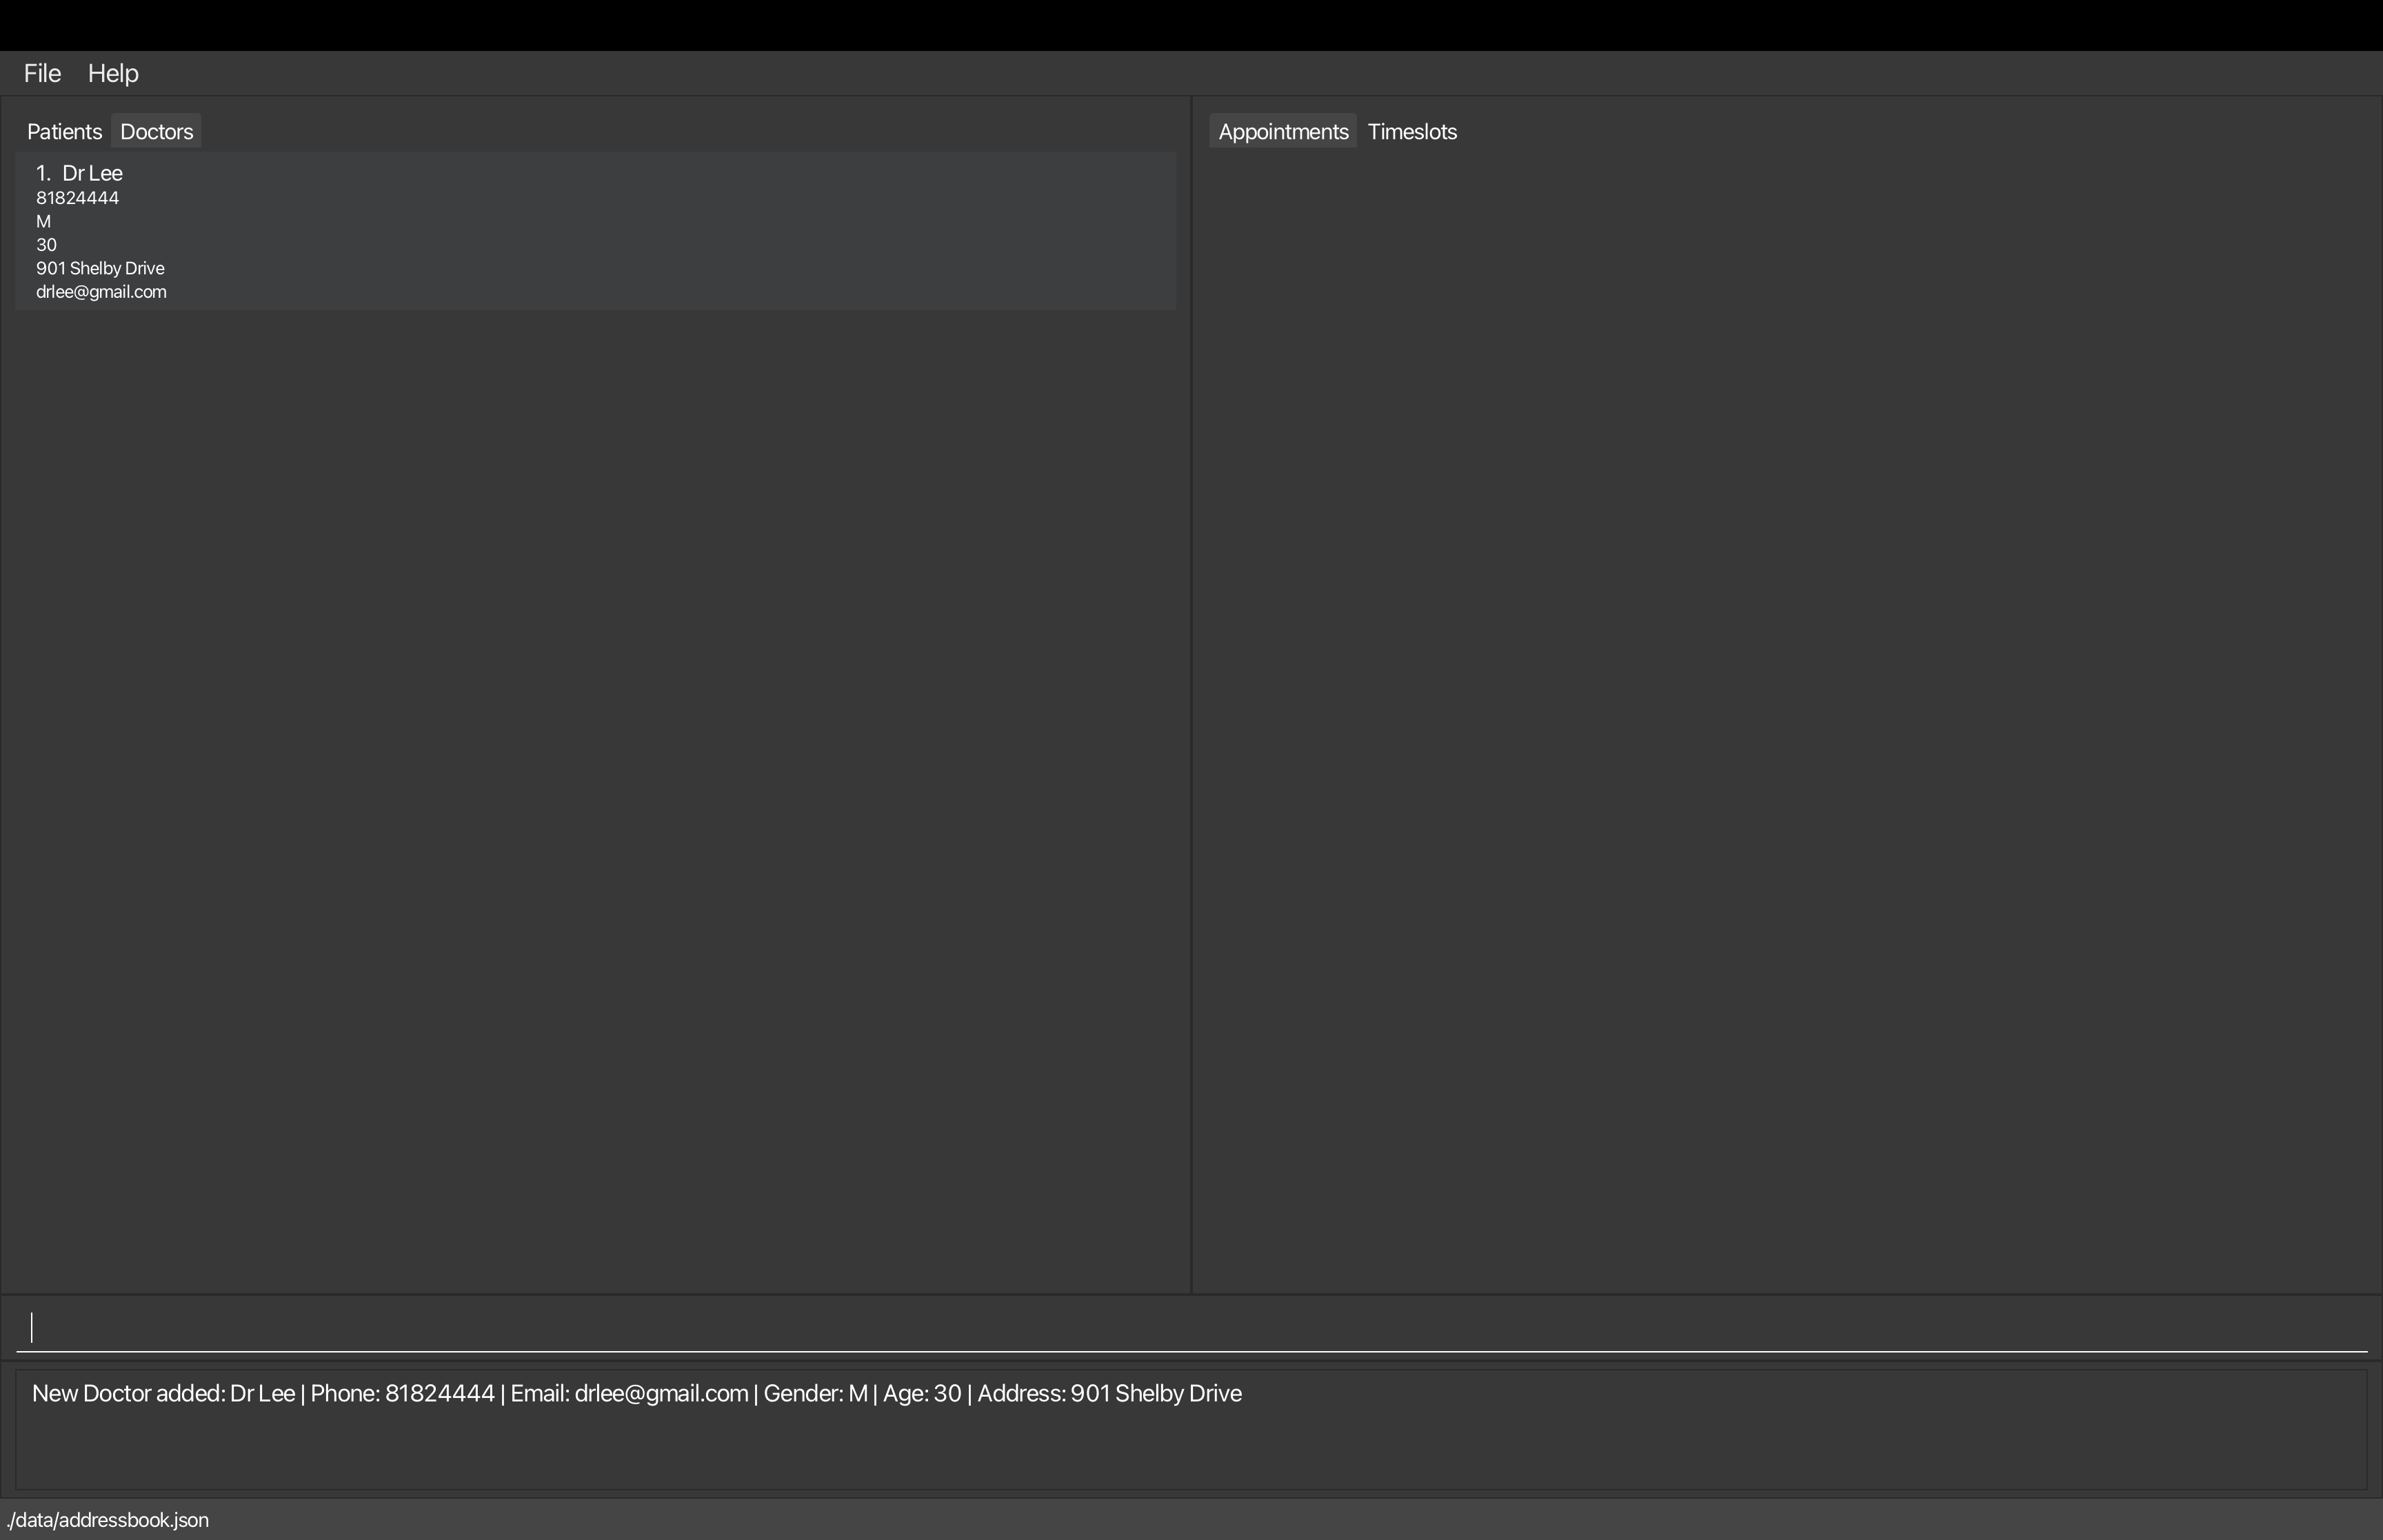 File Help
Patients Doctors
1. Dr Lee
81824444
M
30
901 Shelby Drive
drlee@gmail.com
Appointments Timeslots
New Doctor added: Dr Lee | Phone: 81824444 | Email: drlee@gmail.com | Gender: M | Age: 30 | Address: 901 Shelby Drive
./data/addressbook.json